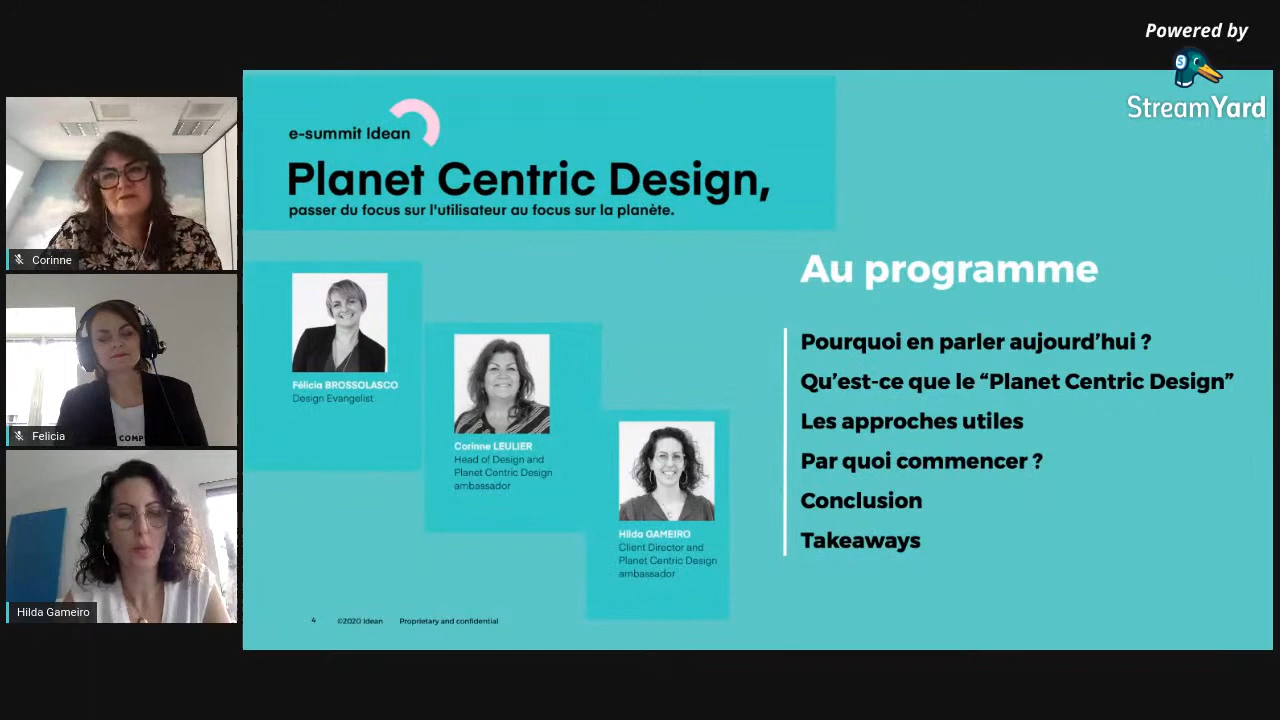 Powered by
StreamYard
Corinne
Felicia
COMP
Hilda Gameiro
e-summit Idean
Planet Centric Design,
passer du focus sur l'utilisateur au focus sur la planète.
Félicia BROSSOLASCO
Design Evangelist
Corinne LEULIER
Head of Design and
Planet Centric Design
ambassador
Hilda GAMEIRO
Client Director and
Planet Centric Design
ambassador
Au programme
Pourquoi en parler aujourd’hui ?
Qu’est-ce que le “Planet Centric Design”
Les approches utiles
Par quoi commencer ?
Conclusion
Takeaways
4 ©2020 Idean Proprietary and confidential